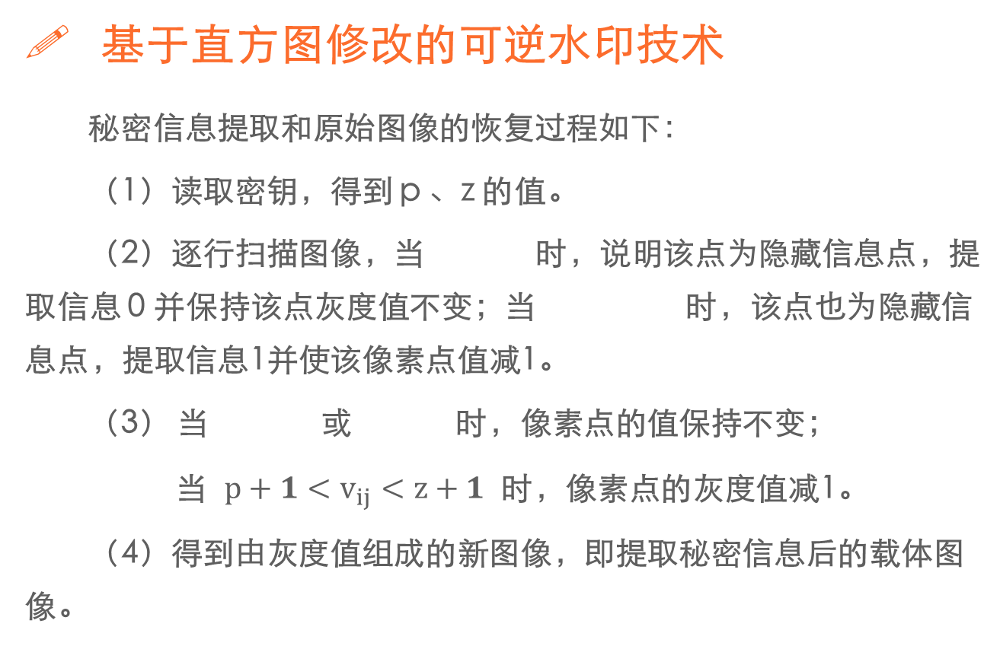 基于直方图修改的可逆水印技术
秘密信息提取和原始图像的恢复过程如下：
（1）读取密钥，得到p、z的值。
（2）逐行扫描图像，当 时，说明该点为隐藏信息点，提
取信息0并保持该点灰度值不变；当 时，该点也为隐藏信
息点，提取信息1并使该像素点值减1。
（3） 当 或 时，像素点的值保持不变；
当 p + 1 < v_ij < z + 1 时，像素点的灰度值减1。
（4）得到由灰度值组成的新图像，即提取秘密信息后的载体图
像。